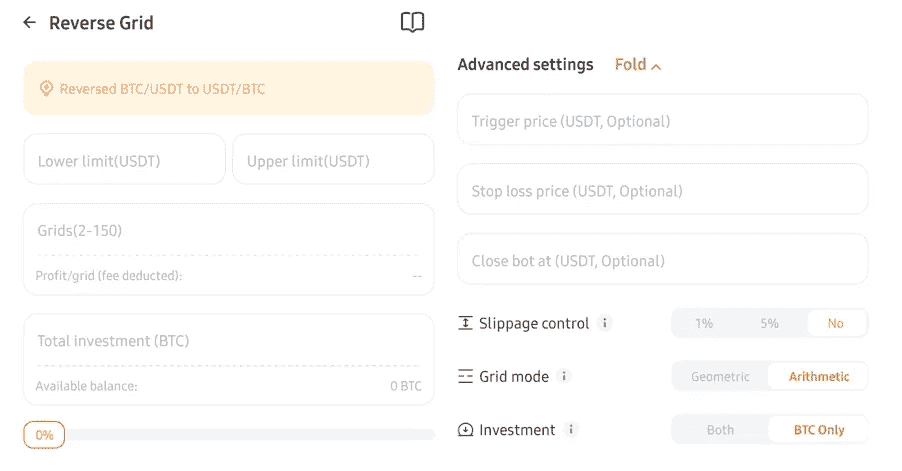 Reverse Grid
Reversed BTC/USDT to USDT/BTC
Lower limit(USDT)
Upper limit(USDT)
Grids(2-150)
Profit/grid (fee deducted):
--
Total investment (BTC)
Available balance:
0 BTC
0%
Advanced settings
Fold
Trigger price (USDT, Optional)
Stop loss price (USDT, Optional)
Close bot at (USDT, Optional)
Slippage control
1%
5%
No
Grid mode
Geometric
Arithmetic
Investment
Both
BTC Only